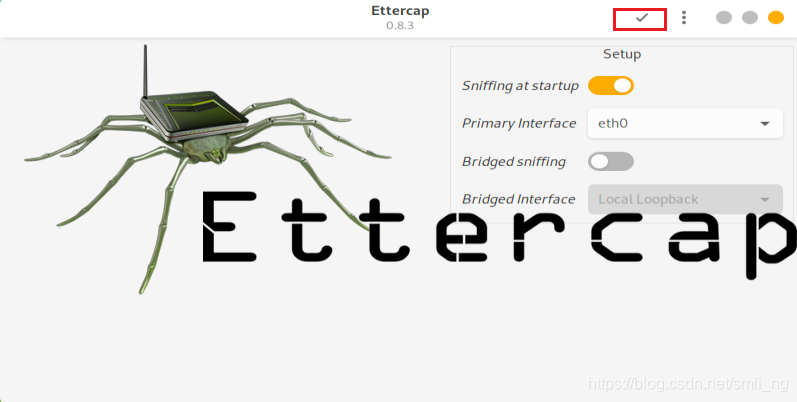 Ettercap
0.8.3
Setup
Sniffing at startup
Primary Interface eth0
Bridged sniffing
Bridged Interface Local Loopback
Ettercap
https://blog.csdn.net/smli_ng